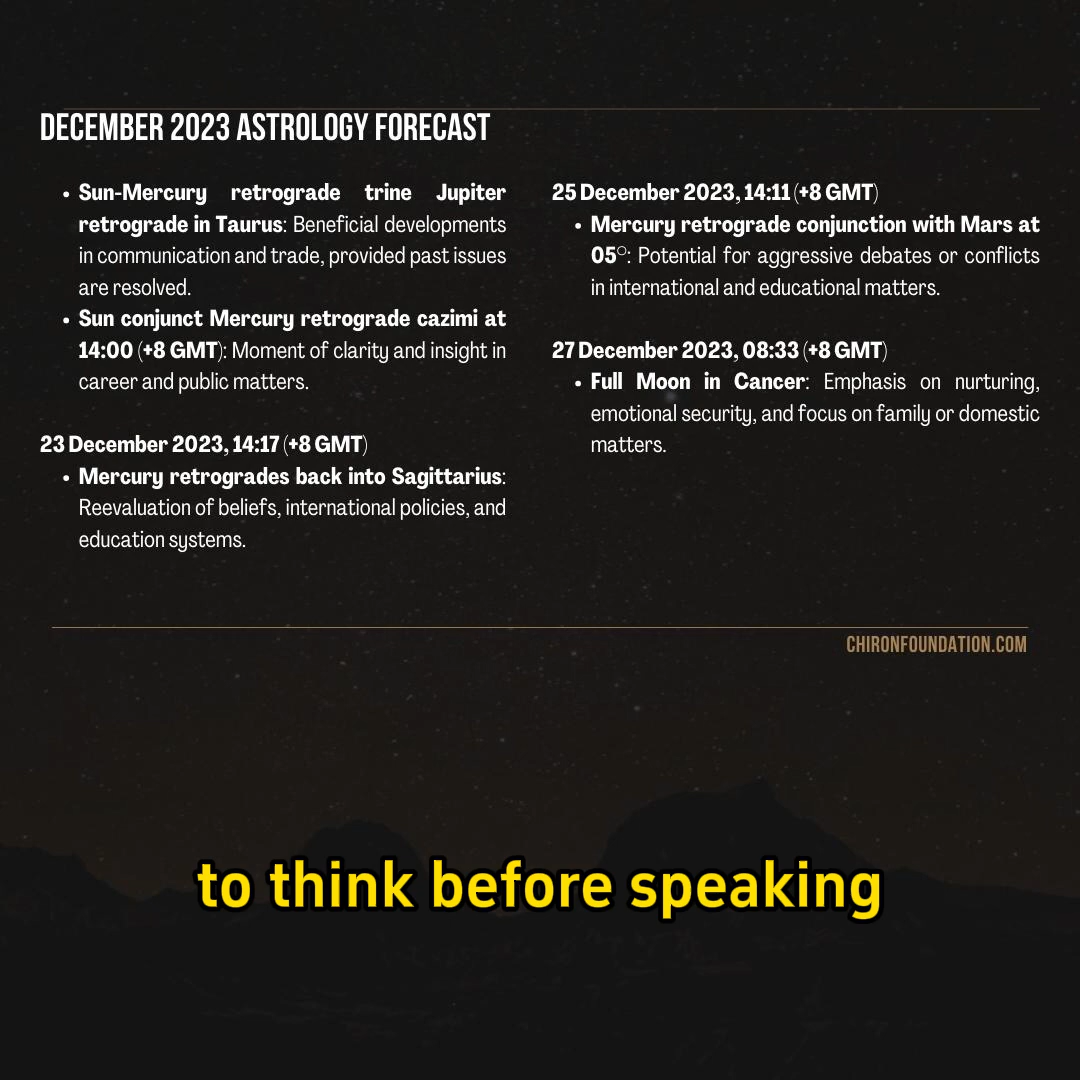 DECEMBER 2023 ASTROLOGY FORECAST
• Sun-Mercury retrograde trine Jupiter
retrograde in Taurus: Beneficial developments
in communication and trade, provided past issues
are resolved.
• Sun conjunct Mercury retrograde cazimi at
14:00 (+8 GMT): Moment of clarity and insight in
career and public matters.
23 December 2023, 14:17 (+8 GMT)
• Mercury retrogrades back into Sagittarius:
Reevaluation of beliefs, international policies, and
education systems.
25 December 2023, 14:11 (+8 GMT)
• Mercury retrograde conjunction with Mars at
05°: Potential for aggressive debates or conflicts
in international and educational matters.
27 December 2023, 08:33 (+8 GMT)
• Full Moon in Cancer: Emphasis on nurturing,
emotional security, and focus on family or domestic
matters.
CHIRONFOUNDATION.COM
to think before speaking